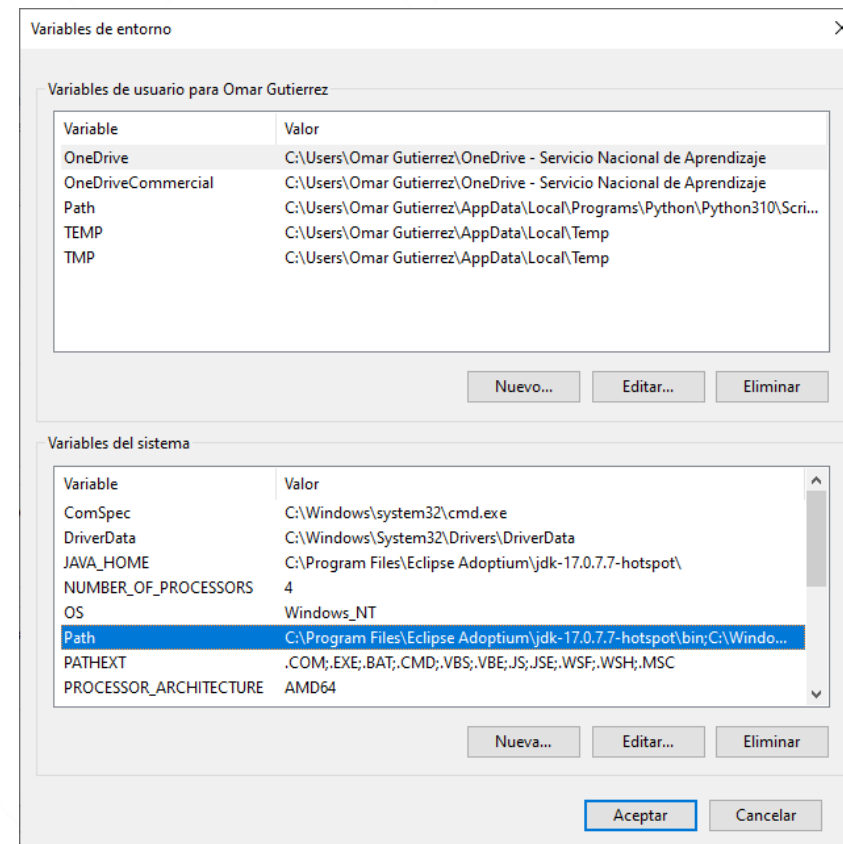 Variables de entorno
Variables de usuario para Omar Gutierrez
Variable Valor
OneDrive C:\Users\Omar Gutierrez\OneDrive - Servicio Nacional de Aprendizaje
OneDriveCommercial C:\Users\Omar Gutierrez\OneDrive - Servicio Nacional de Aprendizaje
Path C:\Users\Omar Gutierrez\AppData\Local\Programs\Python\Python310\Scri...
TEMP C:\Users\Omar Gutierrez\AppData\Local\Temp
TMP C:\Users\Omar Gutierrez\AppData\Local\Temp
Nuevo... Editar... Eliminar
Variables del sistema
Variable Valor
ComSpec C:\Windows\system32\cmd.exe
DriverData C:\Windows\System32\Drivers\DriverData
JAVA_HOME C:\Program Files\Eclipse Adoptium\jdk-17.0.7.7-hotspot\
NUMBER_OF_PROCESSORS 4
OS Windows_NT
Path C:\Program Files\Eclipse Adoptium\jdk-17.0.7.7-hotspot\bin;C:\Windo...
PATHEXT .COM;.EXE;.BAT;.CMD;.VBS;.VBE;.JS;.JSE;.WSF;.WSH;.MSC
PROCESSOR_ARCHITECTURE AMD64
Nueva... Editar... Eliminar
Aceptar Cancelar